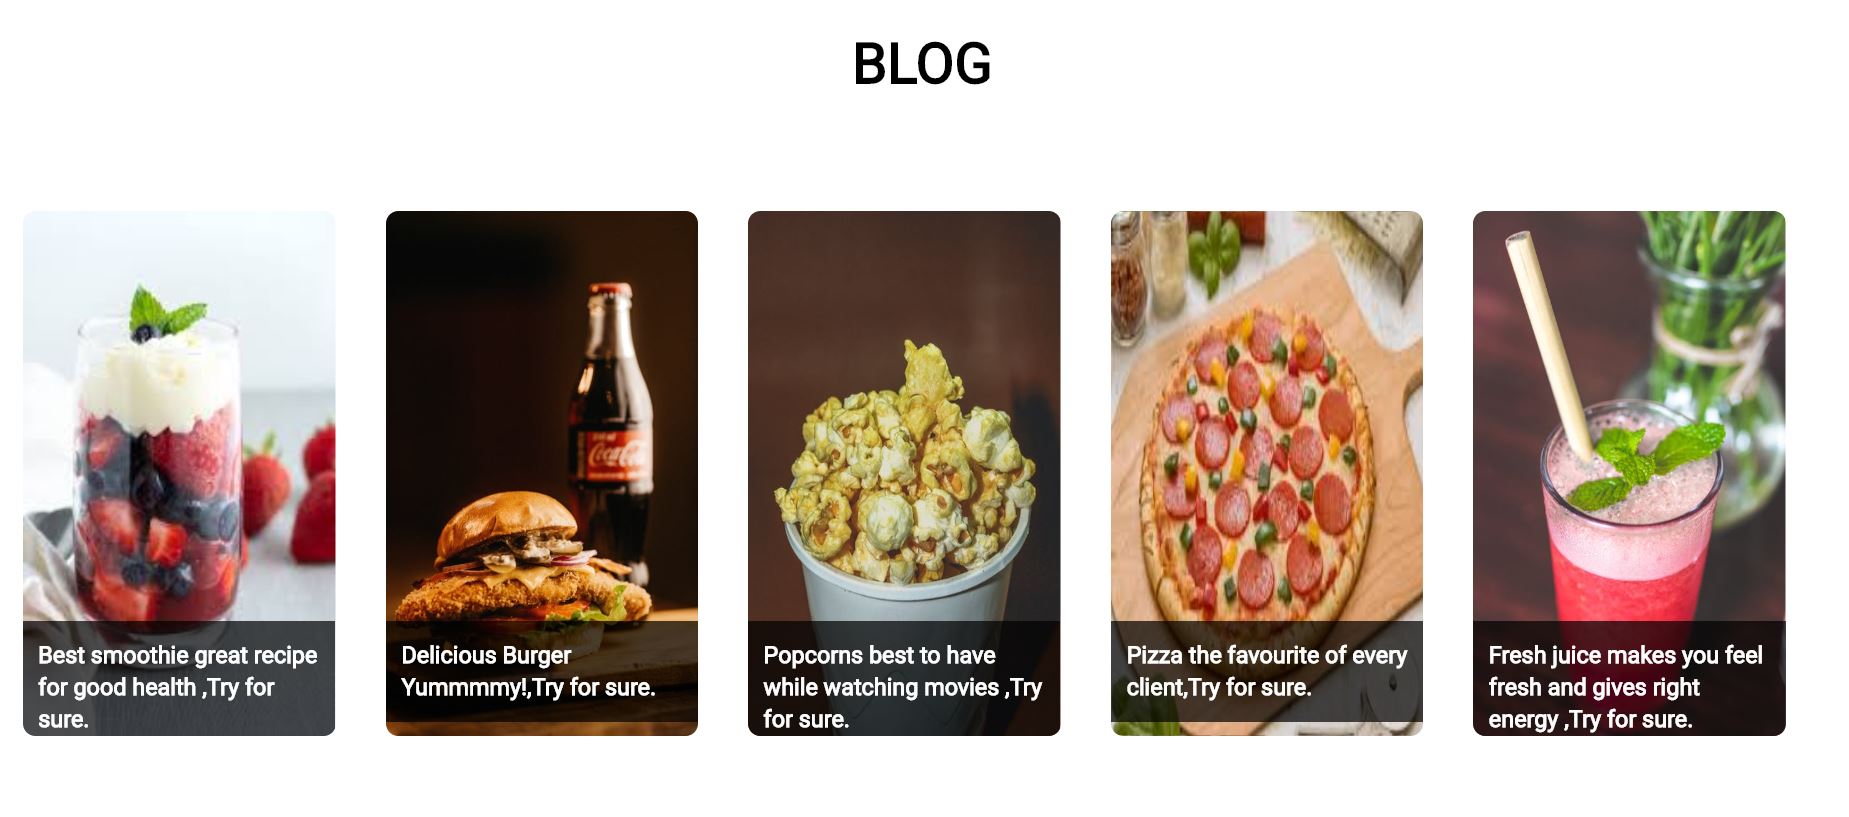 BLOG
Best smoothie great recipe
for good health ,Try for
sure.
Delicious Burger
Yummmmy!,Try for sure.
Coca-Cola
Popcorns best to have
while watching movies ,Try
for sure.
Pizza the favourite of every
client,Try for sure.
Fresh juice makes you feel
fresh and gives right
energy ,Try for sure.